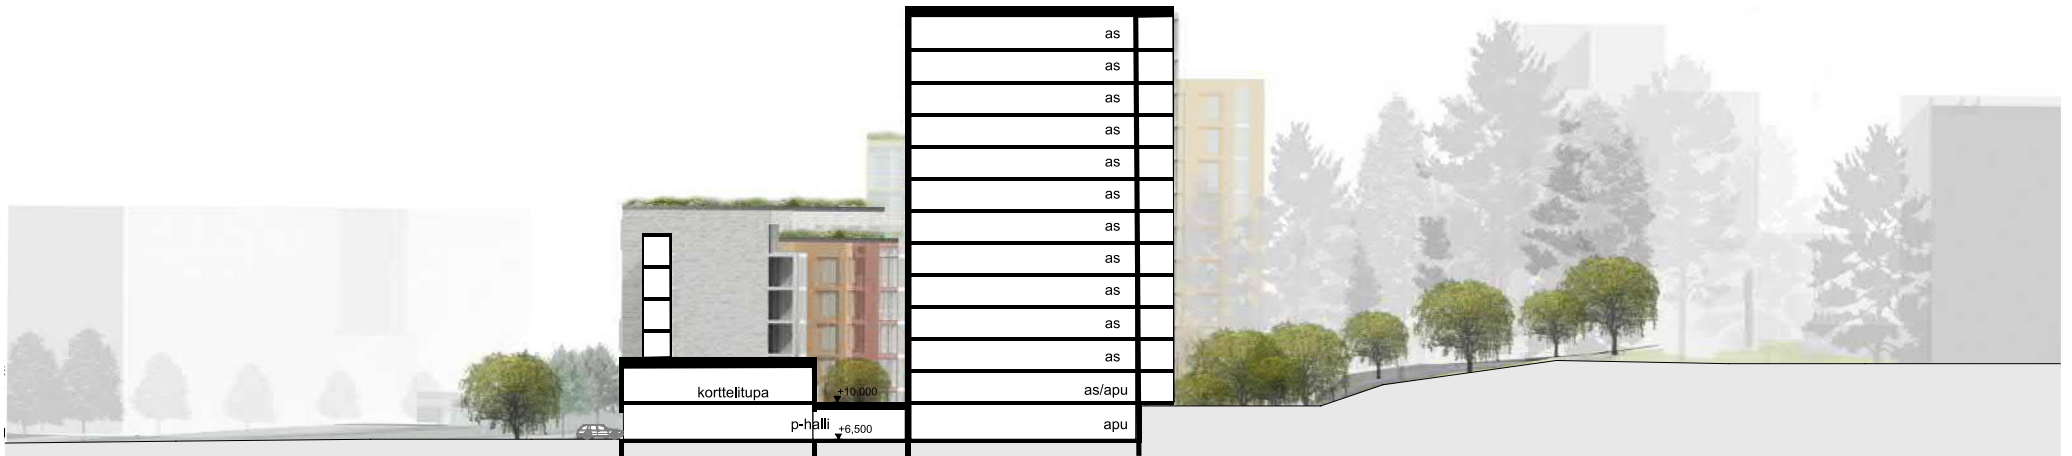 as
as
as
as
as
as
as
as
as
as
as
korttelitupa
+10,000
as/apu
p-halli
+6,500
apu